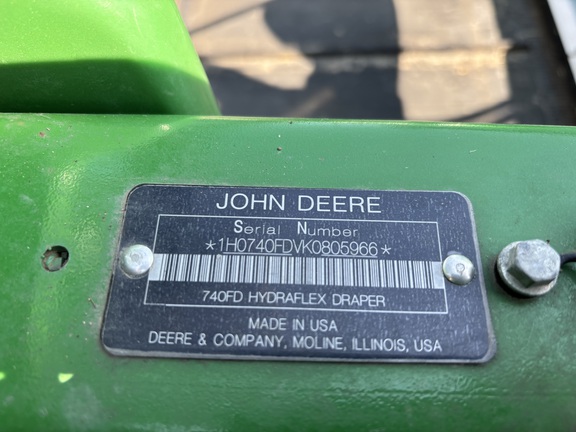 JOHN DEERE
Serial Number
*1H0740FDVK0805966*
740FD HYDRAFLEX DRAPER
MADE IN USA
DEERE & COMPANY, MOLINE, ILLINOIS, USA